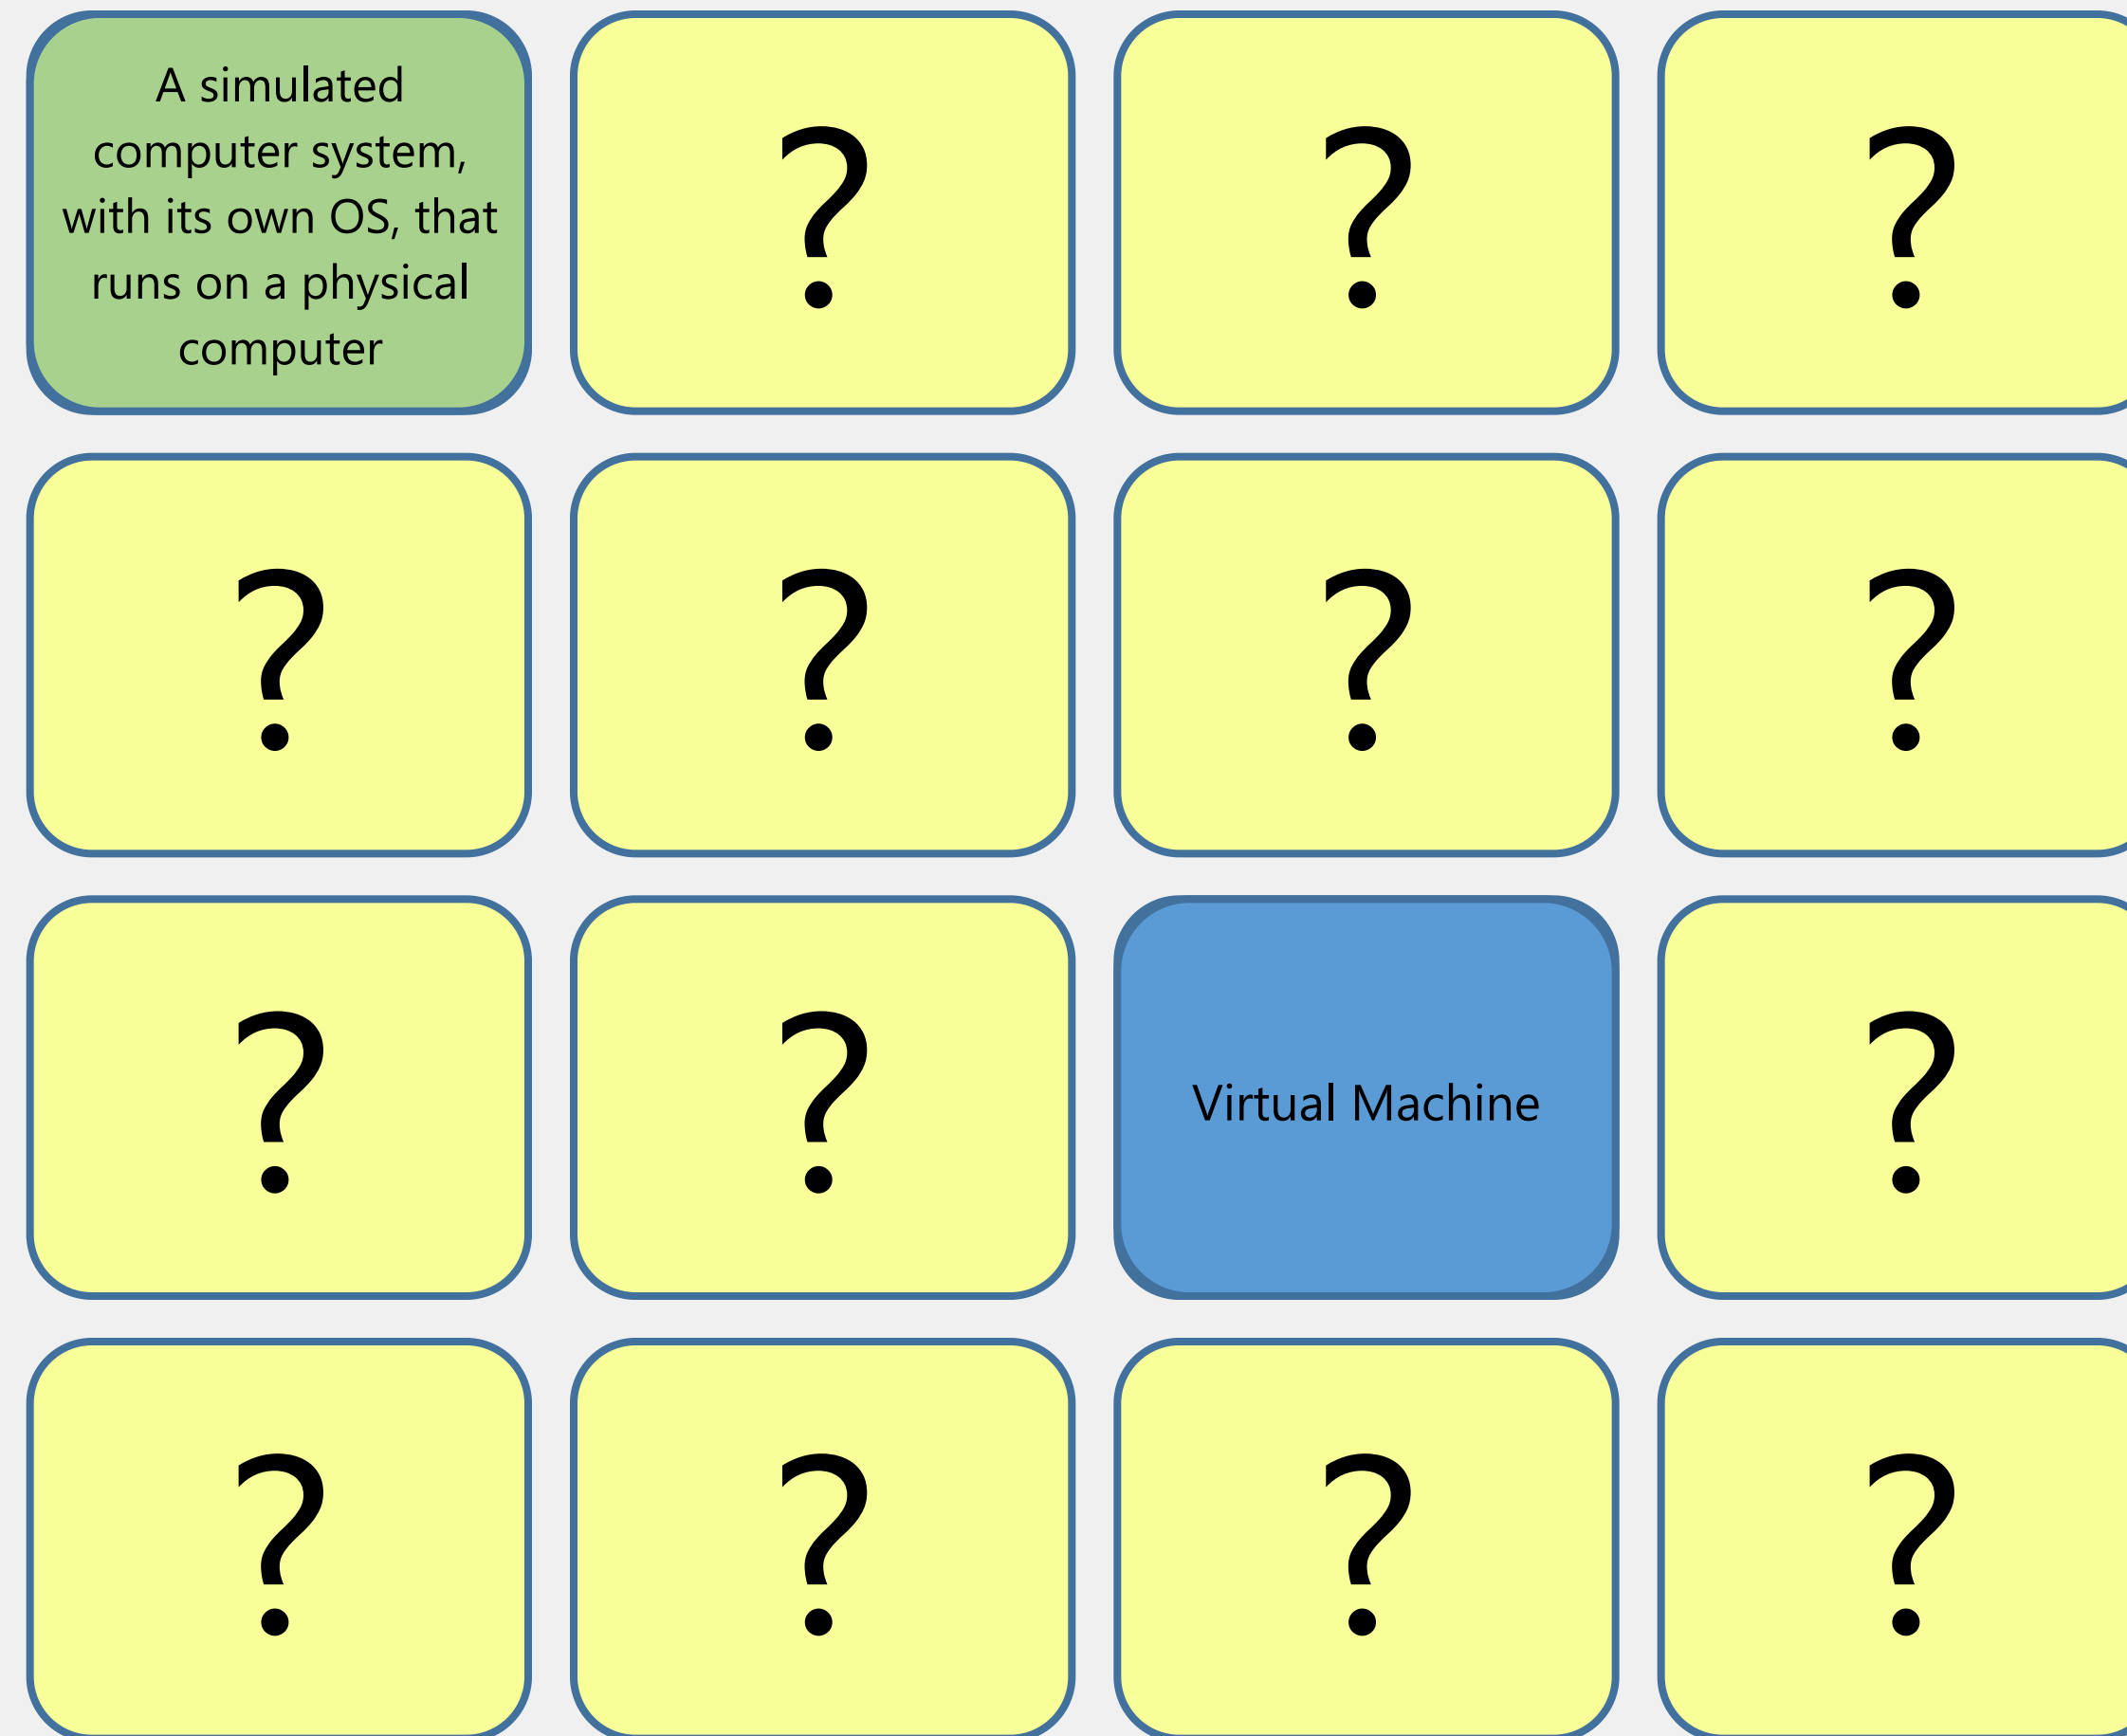 A simulated
computer system,
with its own OS, that
runs on a physical
computer
?
?
?
?
?
?
?
?
?
Virtual Machine
?
?
?
?
?